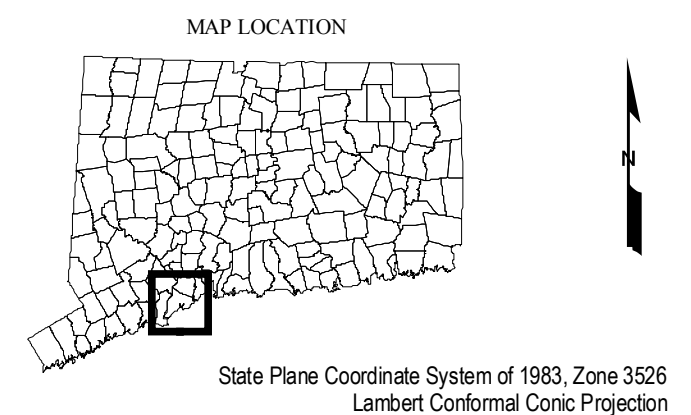 MAP LOCATION
N
State Plane Coordinate System of 1983, Zone 3526
Lambert Conformal Conic Projection